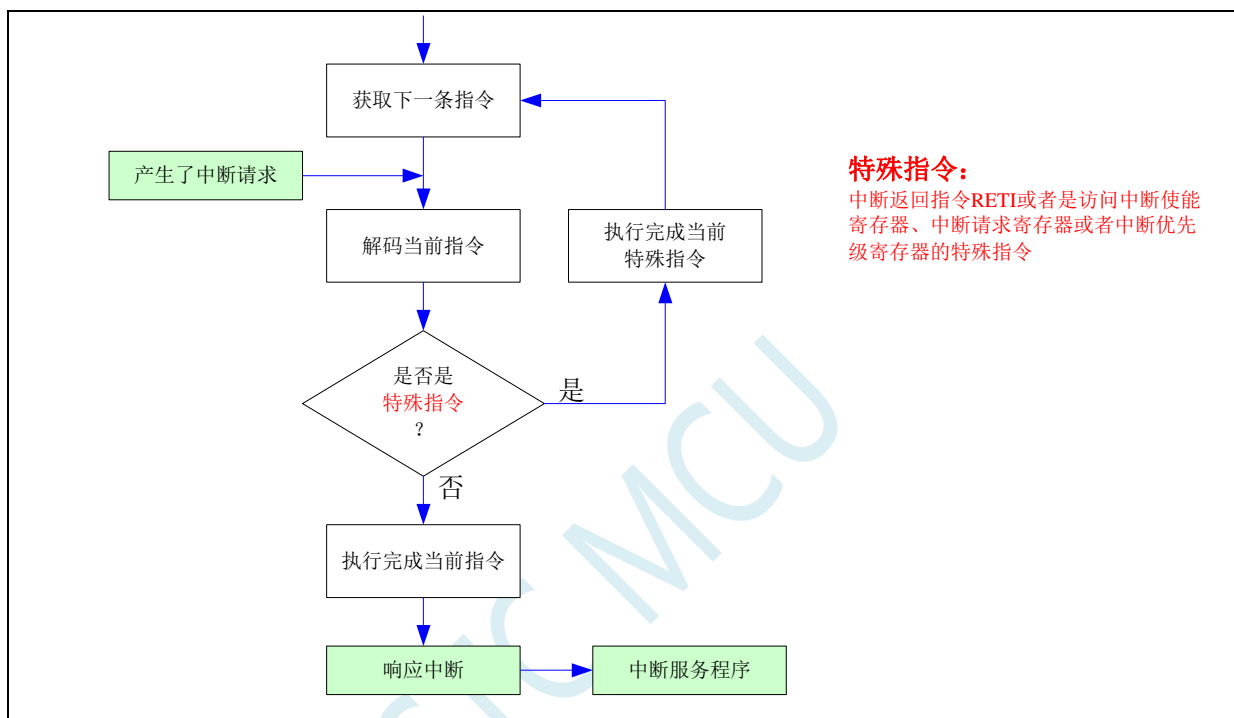 获取下一条指令
产生了中断请求
解码当前指令
执行完成当前
特殊指令
特殊指令：
中断返回指令RETI或者是访问中断使能
寄存器、中断请求寄存器或者中断优先
级寄存器的特殊指令
是否是
特殊指令
？
是
否
执行完成当前指令
响应中断
中断服务程序
STC MCU